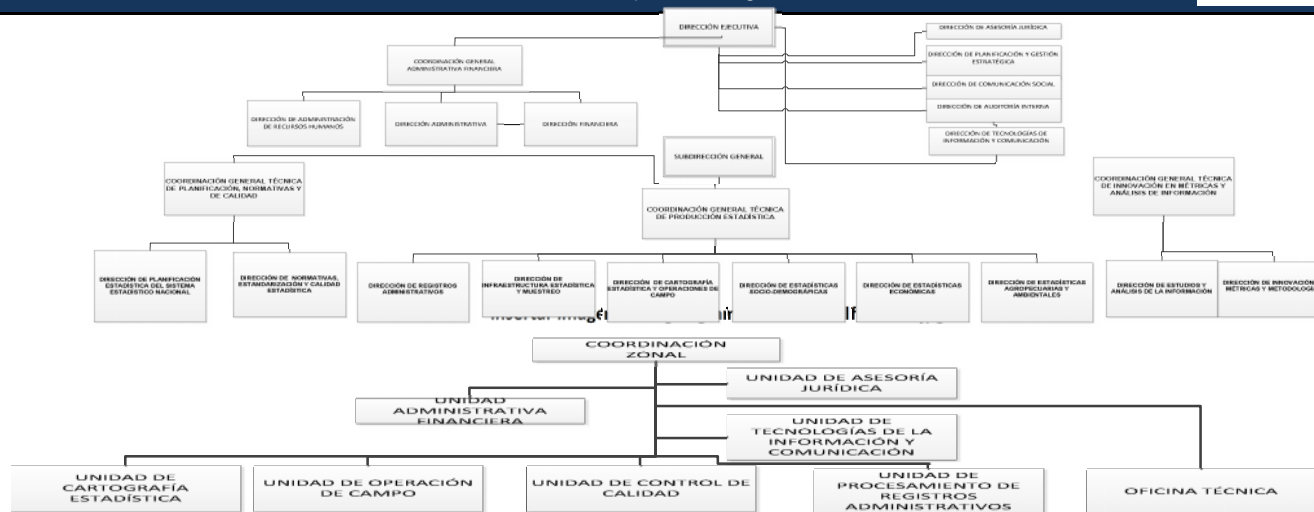 DIRECCIÓN EJECUTIVA
DIRECCIÓN DE ASESORÍA JURÍDICA
COORDINACIÓN GENERAL
ADMINISTRATIVA FINANCIERA
DIRECCIÓN DE PLANIFICACIÓN Y GESTIÓN
ESTRATÉGICA
DIRECCIÓN DE COMUNICACIÓN SOCIAL
DIRECCIÓN DE AUDITORÍA INTERNA
DIRECCIÓN DE ADMINISTRACIÓN
DE RECURSOS HUMANOS
DIRECCIÓN ADMINISTRATIVA
DIRECCIÓN FINANCIERA
DIRECCIÓN DE TECNOLOGÍAS DE
INFORMACIÓN Y COMUNICACIÓN
SUBDIRECCIÓN GENERAL
COORDINACIÓN GENERAL TÉCNICA
DE PLANIFICACIÓN, NORMATIVAS Y
DE CALIDAD
COORDINACIÓN GENERAL TÉCNICA
DE PRODUCCIÓN ESTADÍSTICA
COORDINACIÓN GENERAL TÉCNICA
DE INNOVACIÓN EN MÉTRICAS Y
ANÁLISIS DE INFORMACIÓN
DIRECCIÓN DE PLANIFICACIÓN
ESTADÍSTICA DEL SISTEMA
ESTADÍSTICO NACIONAL
DIRECCIÓN DE NORMATIVAS,
ESTANDARIZACIÓN Y CALIDAD
ESTADÍSTICA
DIRECCIÓN DE REGISTROS
ADMINISTRATIVOS
DIRECCIÓN DE
INFRAESTRUCTURA ESTADÍSTICA
Y MUESTREO
DIRECCIÓN DE CARTOGRAFÍA
ESTADÍSTICA Y OPERACIONES DE
CAMPO
DIRECCIÓN DE ESTADÍSTICAS
SOCIO-DEMOGRÁFICAS
DIRECCIÓN DE ESTADÍSTICAS
ECONÓMICAS
DIRECCIÓN DE ESTADÍSTICAS
AGROPECUARIAS Y
AMBIENTALES
DIRECCIÓN DE ESTUDIOS Y
ANÁLISIS DE LA INFORMACIÓN
DIRECCIÓN DE INNOVACIÓN
MÉTRICAS Y
COORDINACIÓN
ZONAL
UNIDAD DE ASESORÍA
JURÍDICA
UNIDAD
ADMINISTRATIVA
FINANCIERA
UNIDAD DE
TECNOLOGÍAS DE LA
INFORMACIÓN Y
COMUNICACIÓN
UNIDAD DE
CARTOGRAFÍA
ESTADÍSTICA
UNIDAD DE OPERACIÓN
DE CAMPO
UNIDAD DE CONTROL DE
CALIDAD
UNIDAD DE
PROCESAMIENTO DE
REGISTROS
ADMINISTRATIVOS
OFICINA TÉCNICA